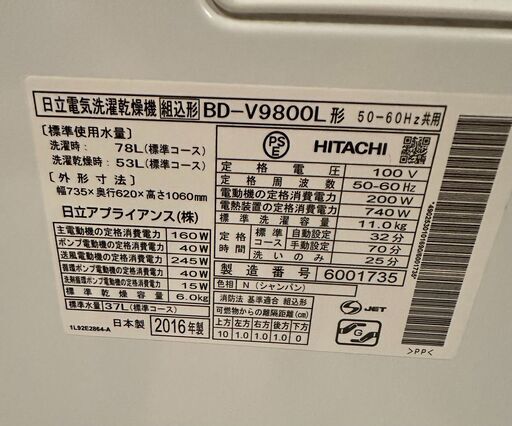 日立電気洗濯乾燥機 組込形 BD-V9800L 形 50-60Hz共用
〔標準使用水量〕
洗濯時: 78L(標準コース)
洗濯乾燥時: 53L(標準コース)
〔外形寸法〕
幅735×奥行620×高さ1060mm
日立アプライアンス(株)
主電動機の定格消費電力 160W
ポンプ電動機の定格消費電力 40W
送風電動機の定格消費電力 245W
循環ポンプ電動機の定格消費電力 40W
洗剤循環ポンプ電動機の定格消費電力 15W
標準乾燥容量 6.0kg
標準水量 37L(標準コース)
1L92E2864-A
日本製 2016年製
PSE HITACHI
定格電圧 100V
定格周波数 50-60Hz
電動機の定格消費電力 200W
電熱装置の定格消費電力 740W
標準洗濯容量 11.0kg
定格時間 標準コース 自動設定 32分
手動設定 70分
洗いのみ 25分
製造番号 6001735
色相 N(シャンパン)
消防法 基準適合 組込形
可燃物からの離隔距離(cm)
上方 左方 右方 前方 後方 下方
10 1.0 1.0 0 1.0 0
S JET
G
>PP<